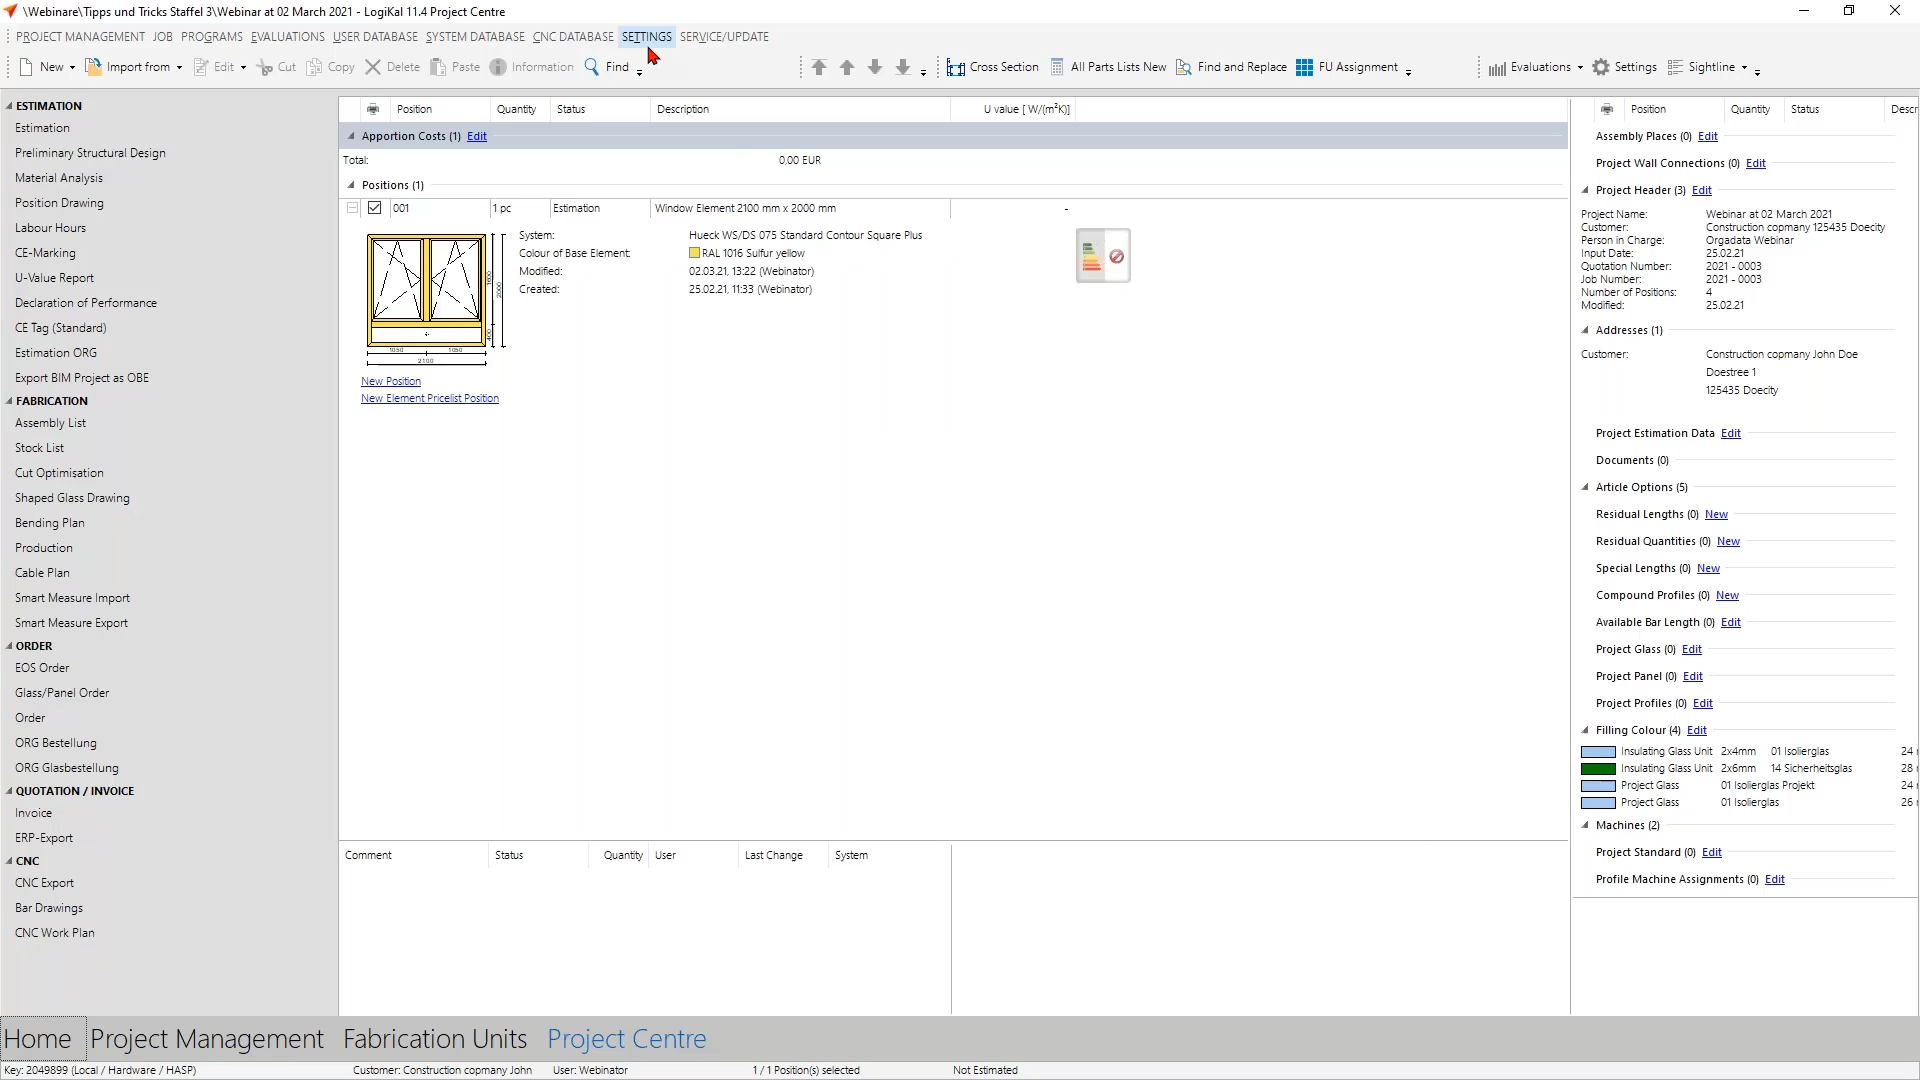 \Webinare\Tipps und Tricks Staffel 3\Webinar at 02 March 2021 - LogiKal 11.4 Project Centre
PROJECT MANAGEMENT JOB PROGRAMS EVALUATIONS USER DATABASE SYSTEM DATABASE CNC DATABASE SETTINGS SERVICE/UPDATE
New Import from Edit Cut Copy Delete Paste Information Find Cross Section All Parts Lists New Find and Replace FU Assignment Evaluations Settings Sightline
ESTIMATION
Estimation
Preliminary Structural Design
Material Analysis
Position Drawing
Labour Hours
CE-Marking
U-Value Report
Declaration of Performance
CE Tag (Standard)
Estimation ORG
Export BIM Project as OBE
FABRICATION
Assembly List
Stock List
Cut Optimisation
Shaped Glass Drawing
Bending Plan
Production
Cable Plan
Smart Measure Import
Smart Measure Export
ORDER
EOS Order
Glass/Panel Order
Order
ORG Bestellung
ORG Glasbestellung
QUOTATION / INVOICE
Invoice
ERP-Export
CNC
CNC Export
Bar Drawings
CNC Work Plan
Position Quantity Status Description U value [ W/(m²K)]
Apportion Costs (1) Edit
Total: 0,00 EUR
Positions (1)
001 1 pc Estimation Window Element 2100 mm x 2000 mm -
System: Hueck WS/DS 075 Standard Contour Square Plus
Colour of Base Element: RAL 1016 Sulfur yellow
Modified: 02.03.21, 13:22 (Webinator)
Created: 25.02.21, 11:33 (Webinator)
1600
2000
400
1050 1050
2100
New Position
New Element Pricelist Position
Comment Status Quantity User Last Change System
Position Quantity Status Descr
Assembly Places (0) Edit
Project Wall Connections (0) Edit
Project Header (3) Edit
Project Name: Webinar at 02 March 2021
Customer: Construction copmany 125435 Doecity
Person in Charge: Orgadata Webinar
Input Date: 25.02.21
Quotation Number: 2021 - 0003
Job Number: 2021 - 0003
Number of Positions: 4
Modified: 25.02.21
Addresses (1)
Customer: Construction copmany John Doe
Doestree 1
125435 Doecity
Project Estimation Data Edit
Documents (0)
Article Options (5)
Residual Lengths (0) New
Residual Quantities (0) New
Special Lengths (0) New
Compound Profiles (0) New
Available Bar Length (0) Edit
Project Glass (0) Edit
Project Panel (0) Edit
Project Profiles (0) Edit
Filling Colour (4) Edit
Insulating Glass Unit 2x4mm 01 Isolierglas 24
Insulating Glass Unit 2x6mm 14 Sicherheitsglas 28
Project Glass 01 Isolierglas Projekt 24
Project Glass 01 Isolierglas 26
Machines (2)
Project Standard (0) Edit
Profile Machine Assignments (0) Edit
Home Project Management Fabrication Units Project Centre
Key: 2049899 (Local / Hardware / HASP) Customer: Construction copmany John User: Webinator 1 / 1 Position(s) selected Not Estimated